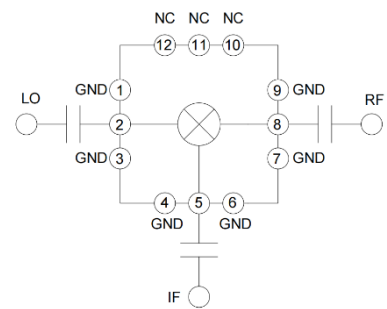 NC NC NC
12 11 10
GND 1 9 GND
LO RF
2 8
GND 3 7 GND
4 5 6
GND GND
IF